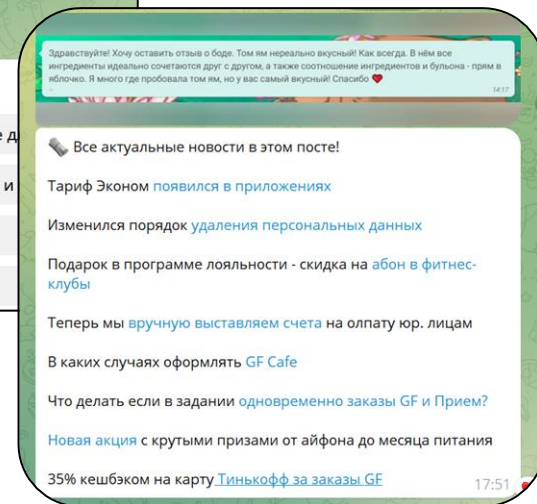 Здравствуйте! Хочу оставить отзыв о боде. Том ям нереально вкусный! Как всегда. В нём все
ингредиенты идеально сочетаются друг с другом, а также соотношение ингредиентов и бульона - прям в
яблочко. Я много где пробовала том ям, но у вас самый вкусный! Спасибо ❤
14:17
🗞 Все актуальные новости в этом посте!
е д
Тариф Эконом появился в приложениях
и
Изменился порядок удаления персональных данных
Подарок в программе лояльности - скидка на абон в фитнес-
клубы
Теперь мы вручную выставляем счета на олпату юр. лицам
В каких случаях оформлять GF Cafe
Что делать если в задании одновременно заказы GF и Прием?
Новая акция с крутыми призами от айфона до месяца питания
35% кешбэком на карту Тинькофф за заказы GF
17:51